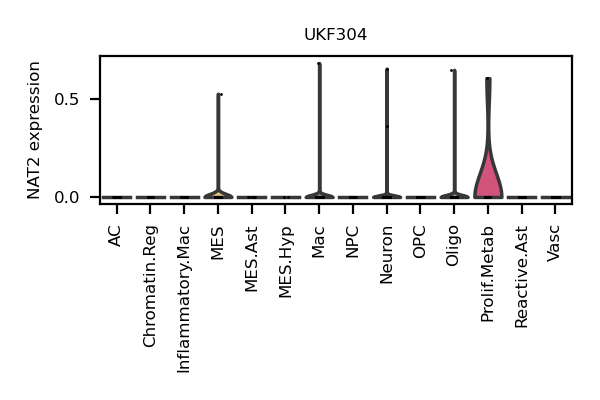 UKF304
NAT2 expression
0.5
0.0
AC
Chromatin.Reg
Inflammatory.Mac
MES
MES.Ast
MES.Hyp
Mac
NPC
Neuron
OPC
Oligo
Prolif.Metab
Reactive.Ast
Vasc